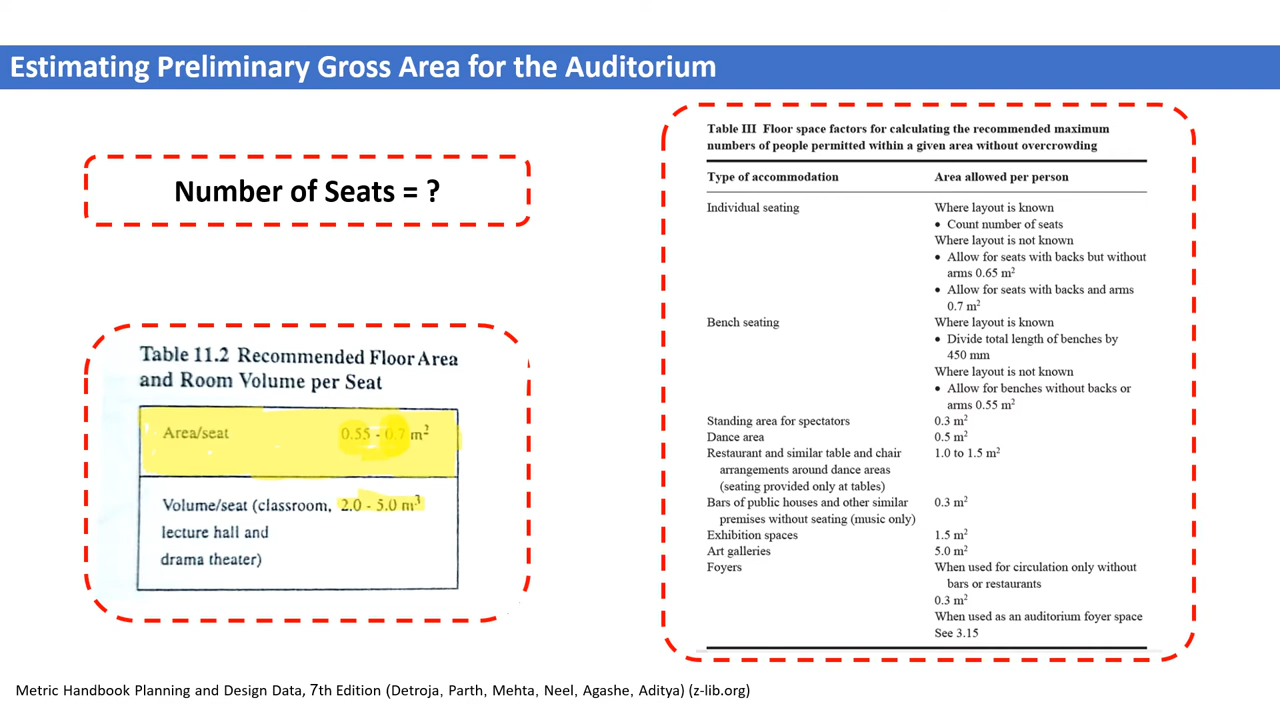 Estimating Preliminary Gross Area for the Auditorium
Number of Seats = ?
Table 11.2 Recommended Floor Area
and Room Volume per Seat
Area/seat 0.55 - 0.7 m²
Volume/seat (classroom, 2.0 - 5.0 m³
lecture hall and
drama theater)
Table III Floor space factors for calculating the recommended maximum
numbers of people permitted within a given area without overcrowding
Type of accommodation Area allowed per person
Individual seating Where layout is known
• Count number of seats
Where layout is not known
• Allow for seats with backs but without
arms 0.65 m²
• Allow for seats with backs and arms
0.7 m²
Bench seating Where layout is known
• Divide total length of benches by
450 mm
Where layout is not known
• Allow for benches without backs or
arms 0.55 m²
Standing area for spectators 0.3 m²
Dance area 0.5 m²
Restaurant and similar table and chair 1.0 to 1.5 m²
arrangements around dance areas
(seating provided only at tables)
Bars of public houses and other similar 0.3 m²
premises without seating (music only)
Exhibition spaces 1.5 m²
Art galleries 5.0 m²
Foyers When used for circulation only without
bars or restaurants
0.3 m²
When used as an auditorium foyer space
See 3.15
Metric Handbook Planning and Design Data, 7th Edition (Detroja, Parth, Mehta, Neel, Agashe, Aditya) (z-lib.org)